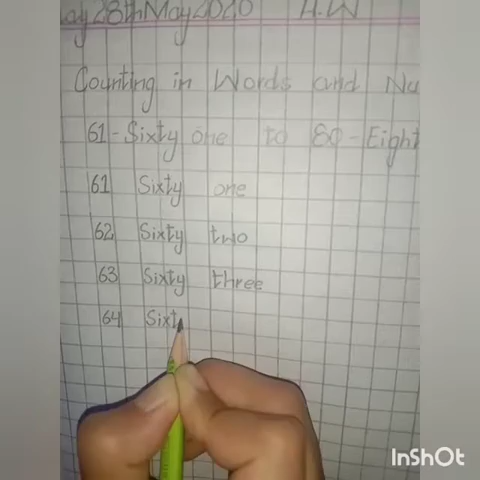 28th May 2020 H.W
Counting in Words and
61-Sixty one to 80-Eight
61 Sixty one
62 Sixty two
63 Sixty three
64 Sixt
InShOt